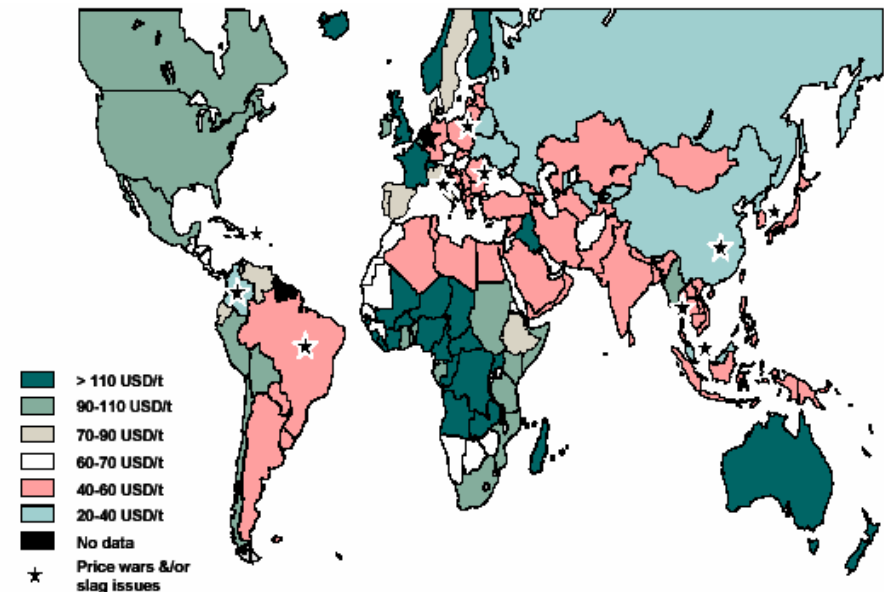 > 110 USD/t
90-110 USD/t
70-90 USD/t
60-70 USD/t
40-60 USD/t
20-40 USD/t
No data
Price wars &/or
slag issues